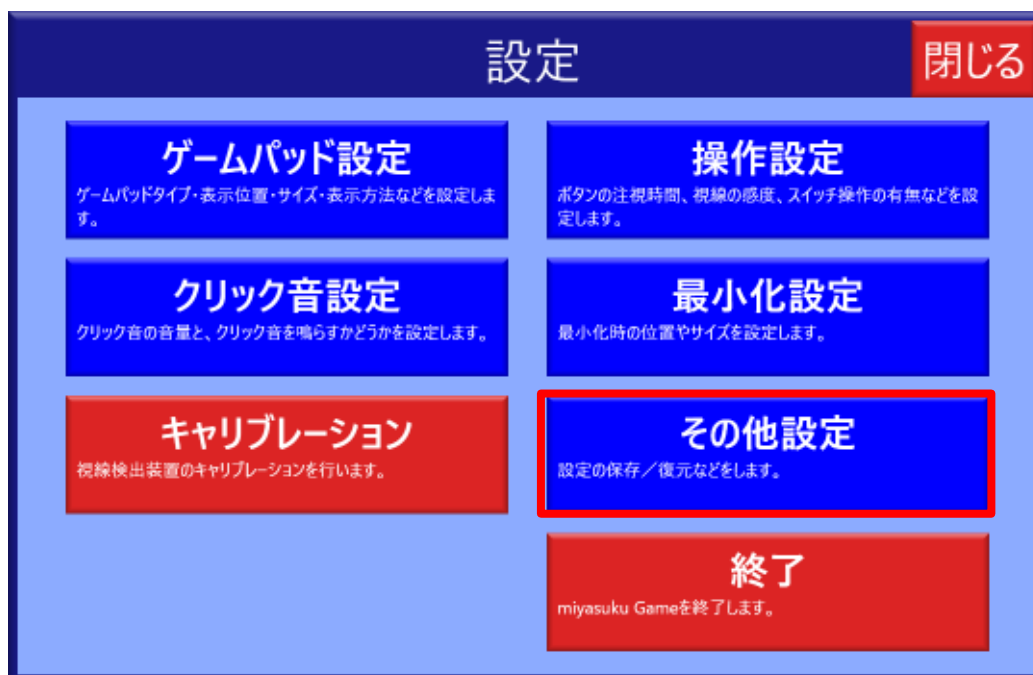 設定
閉じる
ゲームパッド設定
ゲームパッドタイプ・表示位置・サイズ・表示方法などを設定しま
す。
操作設定
ボタンの注視時間、視線の感度、スイッチ操作の有無などを設
定します。
クリック音設定
クリック音の音量と、クリック音を鳴らすかどうかを設定します。
最小化設定
最小化時の位置やサイズを設定します。
キャリブレーション
視線検出装置のキャリブレーションを行います。
その他設定
設定の保存／復元などをします。
終了
miyasuku Gameを終了します。